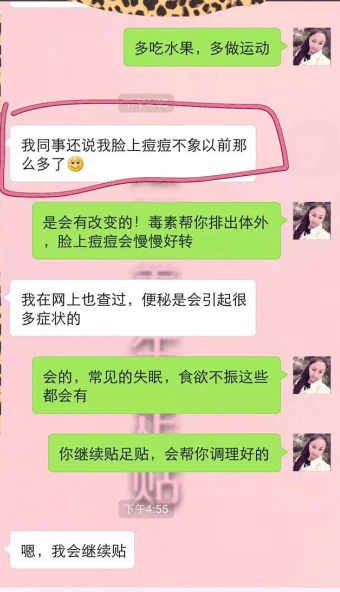 多吃水果，多做运动
我同事还说我脸上痘痘不象以前那
么多了
是会有改变的！毒素帮你排出体外
，脸上痘痘会慢慢好转
我在网上也查过，便秘是会引起很
多症状的
会的，常见的失眠，食欲不振这些
都会有
你继续贴足贴，会帮你调理好的
下午4:55
嗯，我会继续贴